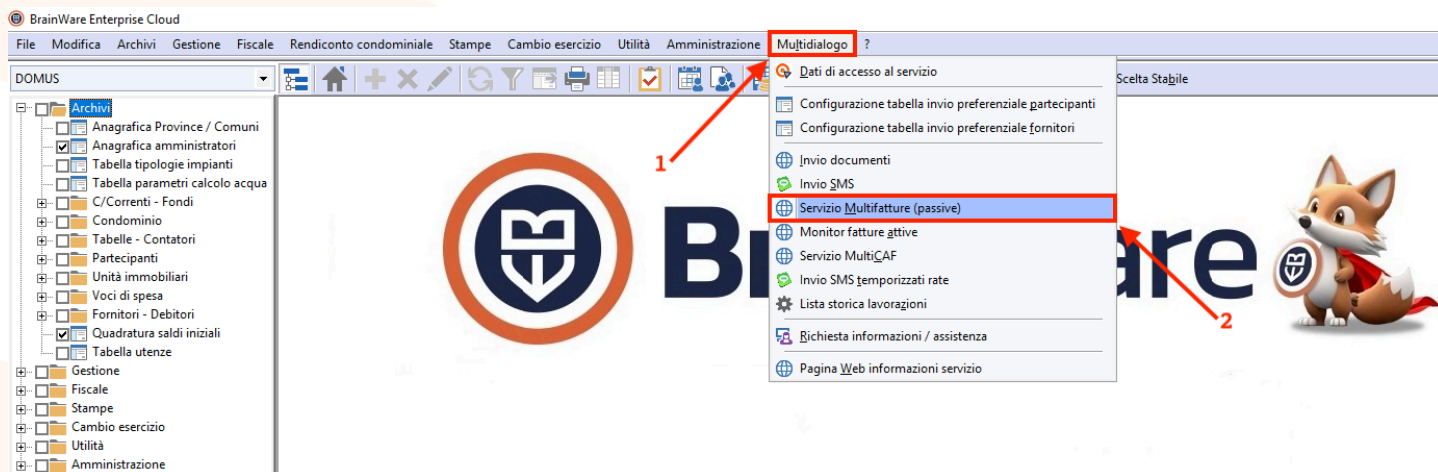 BrainWare Enterprise Cloud
File Modifica Archivi Gestione Fiscale Rendiconto condominiale Stampe Cambio esercizio Utilità Amministrazione Multidialogo ?
DOMUS
Scelta Stabile
Archivi
Anagrafica Province / Comuni
Anagrafica amministratori
Tabella tipologie impianti
Tabella parametri calcolo acqua
C/Correnti - Fondi
Condominio
Tabelle - Contatori
Partecipanti
Unità immobiliari
Voci di spesa
Fornitori - Debitori
Quadratura saldi iniziali
Tabella utenze
Gestione
Fiscale
Stampe
Cambio esercizio
Utilità
Amministrazione
1
Dati di accesso al servizio
Configurazione tabella invio preferenziale partecipanti
Configurazione tabella invio preferenziale fornitori
Invio documenti
Invio SMS
Servizio Multifatture (passive)
Monitor fatture attive
Servizio MultiCAF
Invio SMS temporizzati rate
Lista storica lavorazioni
Richiesta informazioni / assistenza
Pagina Web informazioni servizio
2